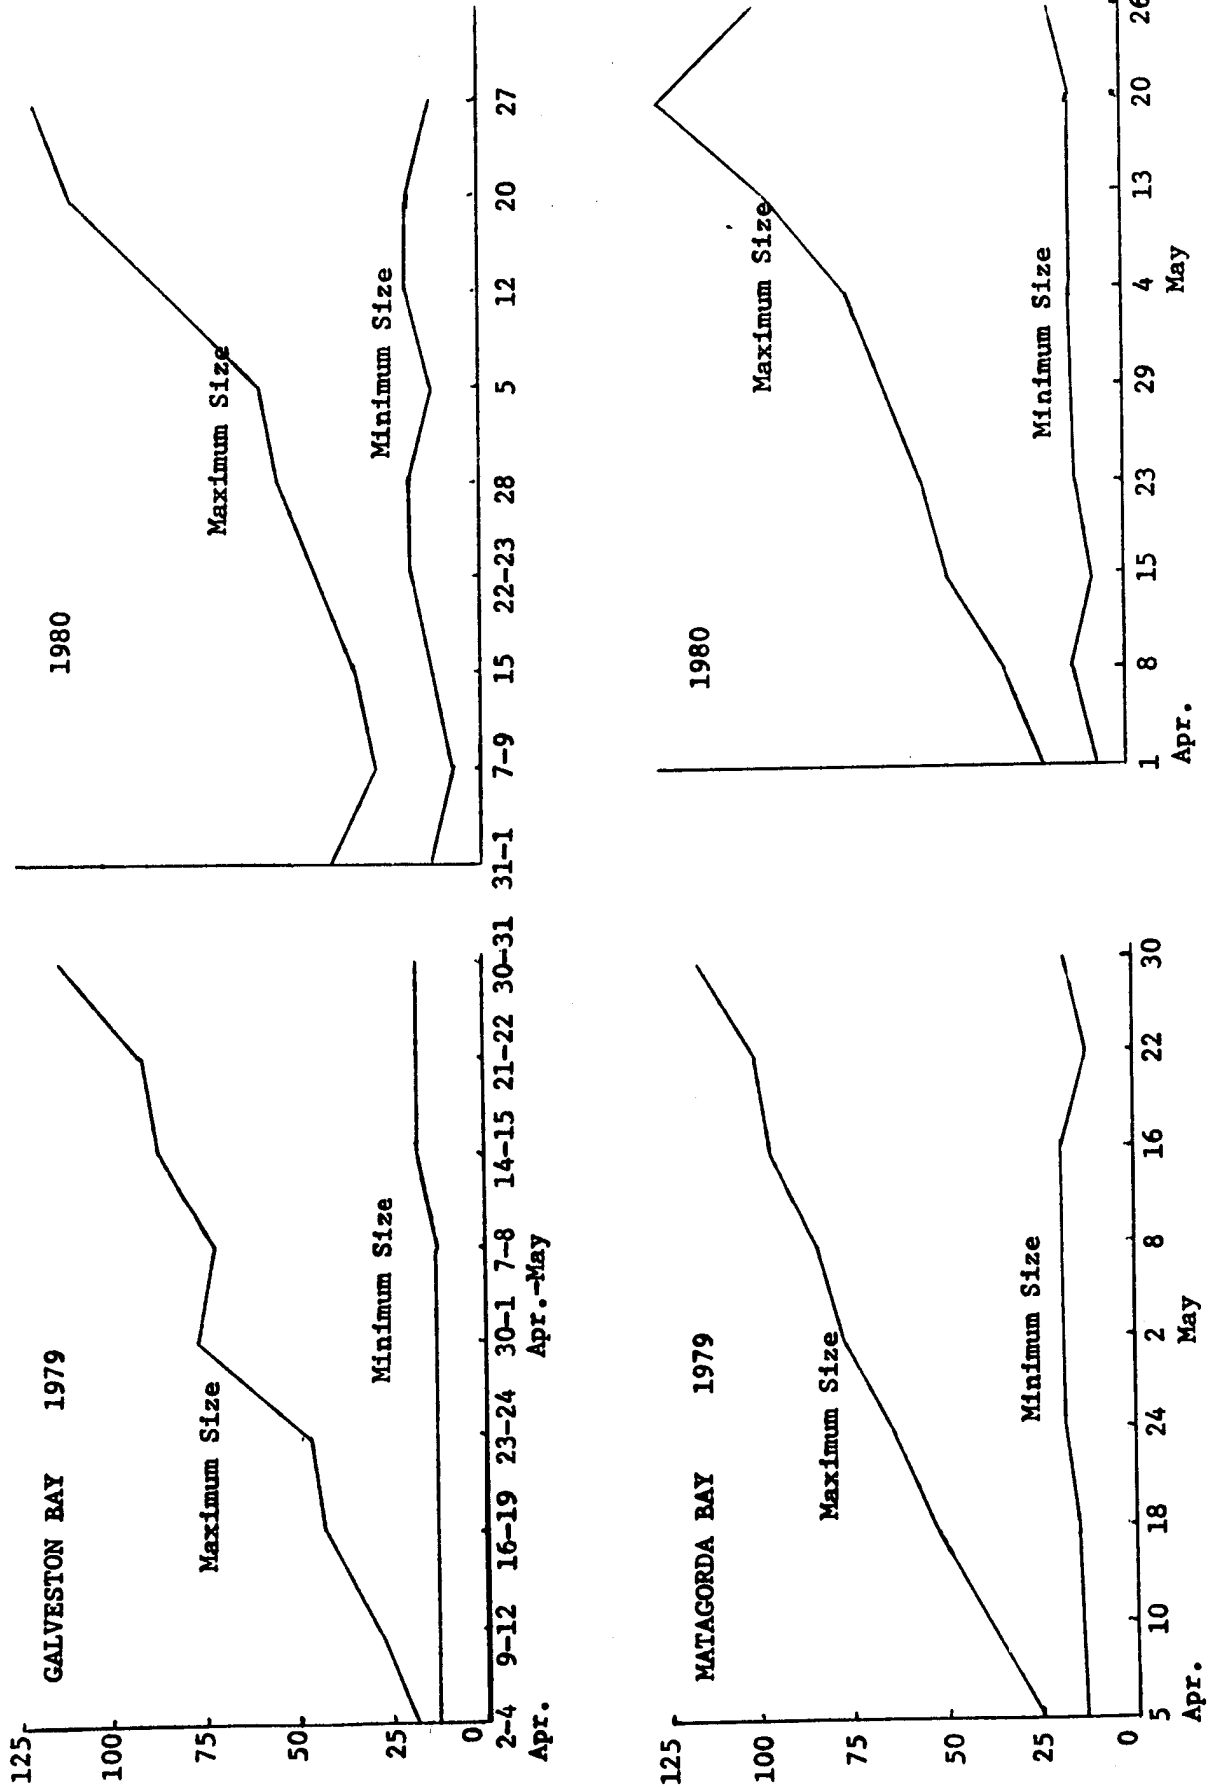 GALVESTON BAY 1979
125
100
75
50
25
0
Maximum Size
Minimum Size
2-4 9-12 16-19 23-24 30-1 7-8 14-15 21-22 30-31
Apr. Apr.-May
1980
Maximum Size
Minimum Size
31-1 7-9 15 22-23 28 5 12 20 27
MATAGORDA BAY 1979
125
100
75
50
25
0
Maximum Size
Minimum Size
5 10 18 24 2 8 16 22 30
Apr. May
1980
Maximum Size
Minimum Size
1 8 15 23 29 4 13 20 26
Apr. May